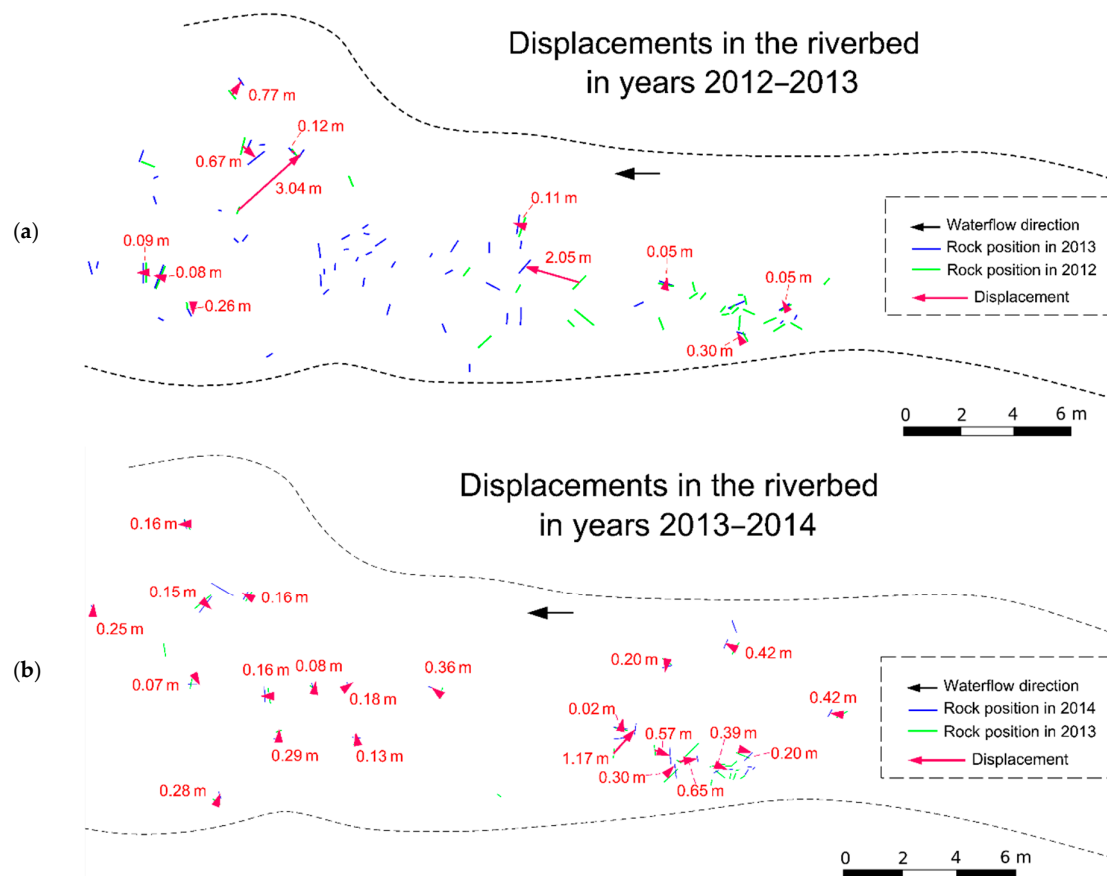 Displacements in the riverbed
in years 2012–2013
0.77 m
0.12 m
0.67 m
3.04 m
(a)
0.11 m
0.09 m
0.08 m
0.26 m
2.05 m
0.05 m
0.05 m
0.30 m
Waterflow direction
Rock position in 2013
Rock position in 2012
Displacement
0 2 4 6 m
Displacements in the riverbed
in years 2013–2014
0.16 m
0.15 m
0.16 m
0.25 m
(b)
0.07 m
0.16 m
0.08 m
0.18 m
0.36 m
0.29 m
0.13 m
0.28 m
0.20 m
0.42 m
0.42 m
0.02 m
0.57 m
0.39 m
1.17 m
0.30 m
0.65 m
0.20 m
Waterflow direction
Rock position in 2014
Rock position in 2013
Displacement
0 2 4 6 m